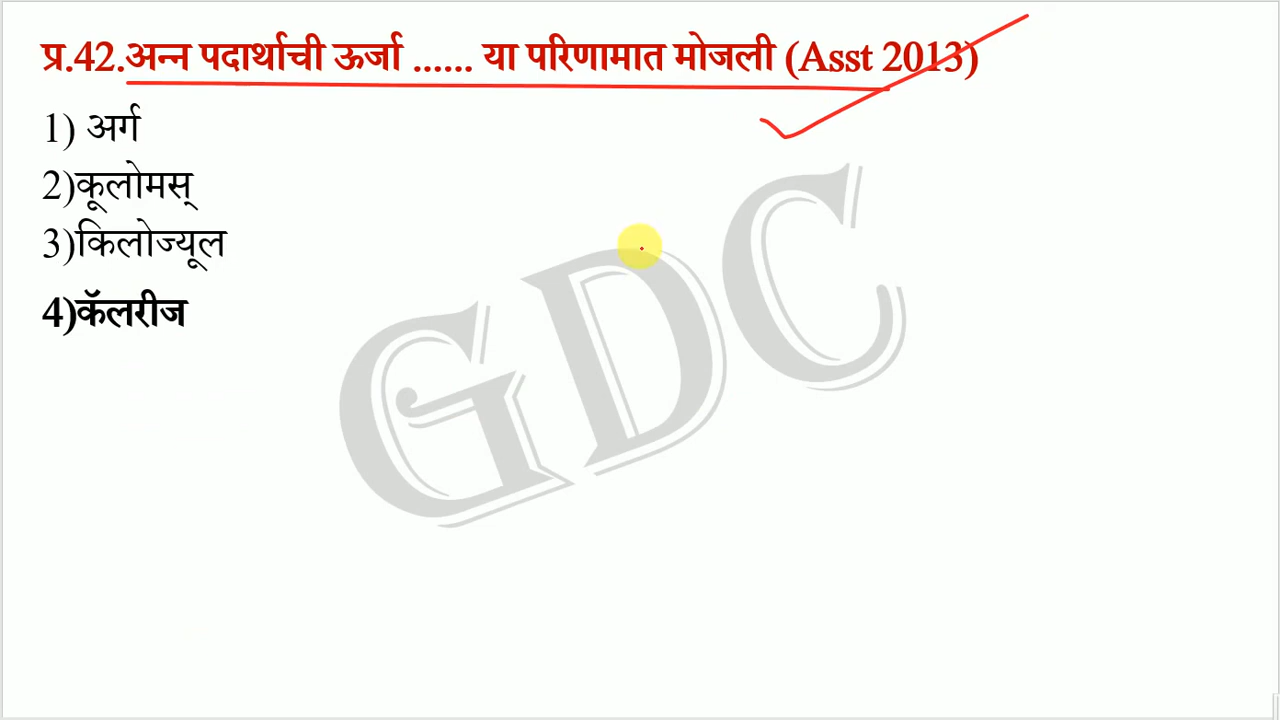 प्र.42.अन्न पदार्थाची ऊर्जा ...... या परिणामात मोजली (Asst 2013)
1) अर्ग
2)कूलोमस्
3)किलोज्यूल
4)कॅलरीज
GDC